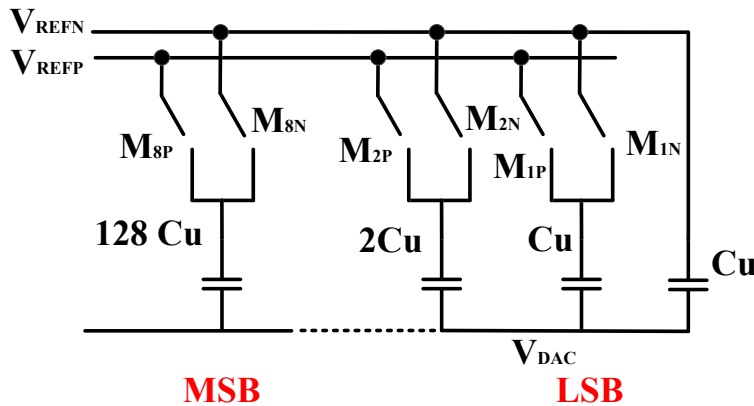 VREFN
VREFP
M8P
M8N
M2P
M2N
M1P
M1N
128 Cu
2Cu
Cu
Cu
VDAC
MSB
LSB